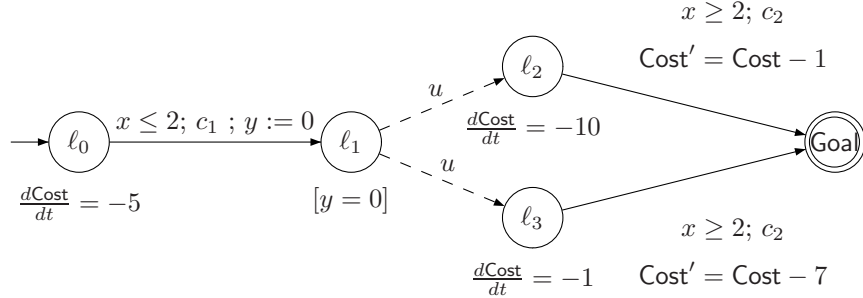 x ≥ 2; c₂
Cost′ = Cost − 1
ℓ₂
u
dCost/dt = −10
x ≤ 2; c₁ ; y := 0
ℓ₀
ℓ₁
Goal
dCost/dt = −5
[y = 0]
u
ℓ₃
dCost/dt = −1
x ≥ 2; c₂
Cost′ = Cost − 7